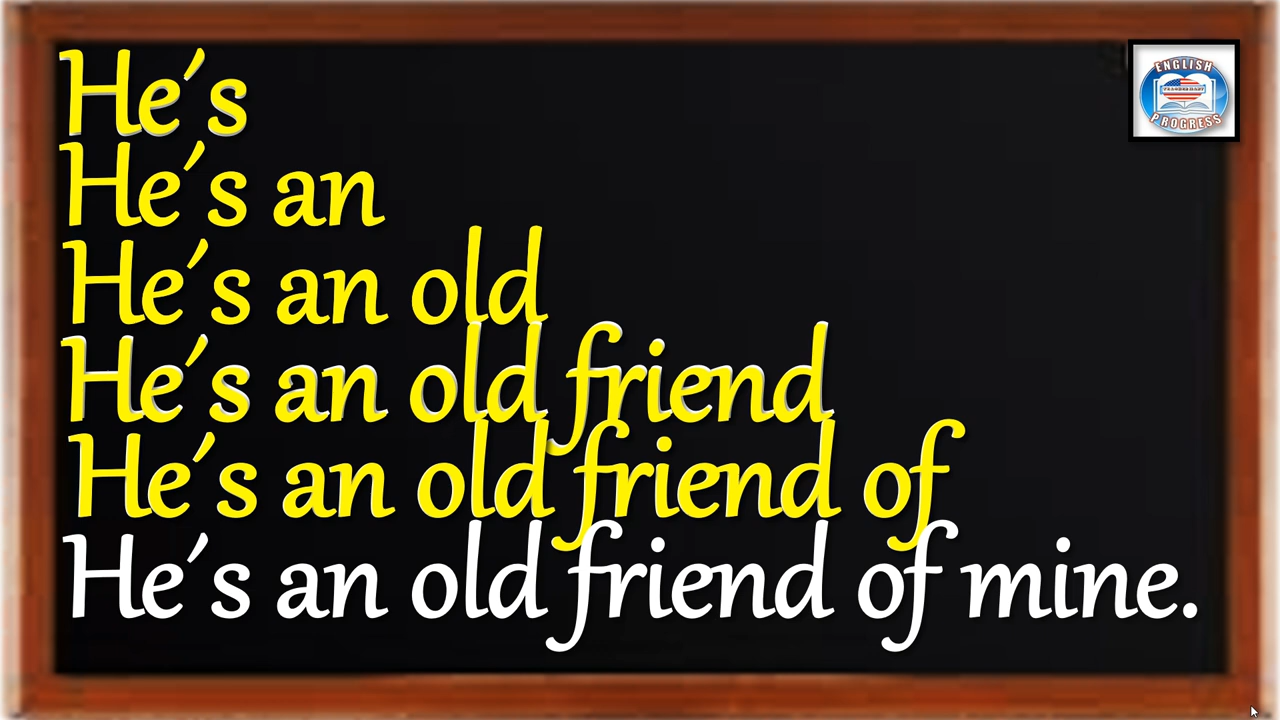 He's
He's an
He's an old
He's an old friend
He's an old friend of
He's an old friend of mine.
ENGLISH
PROGRESS